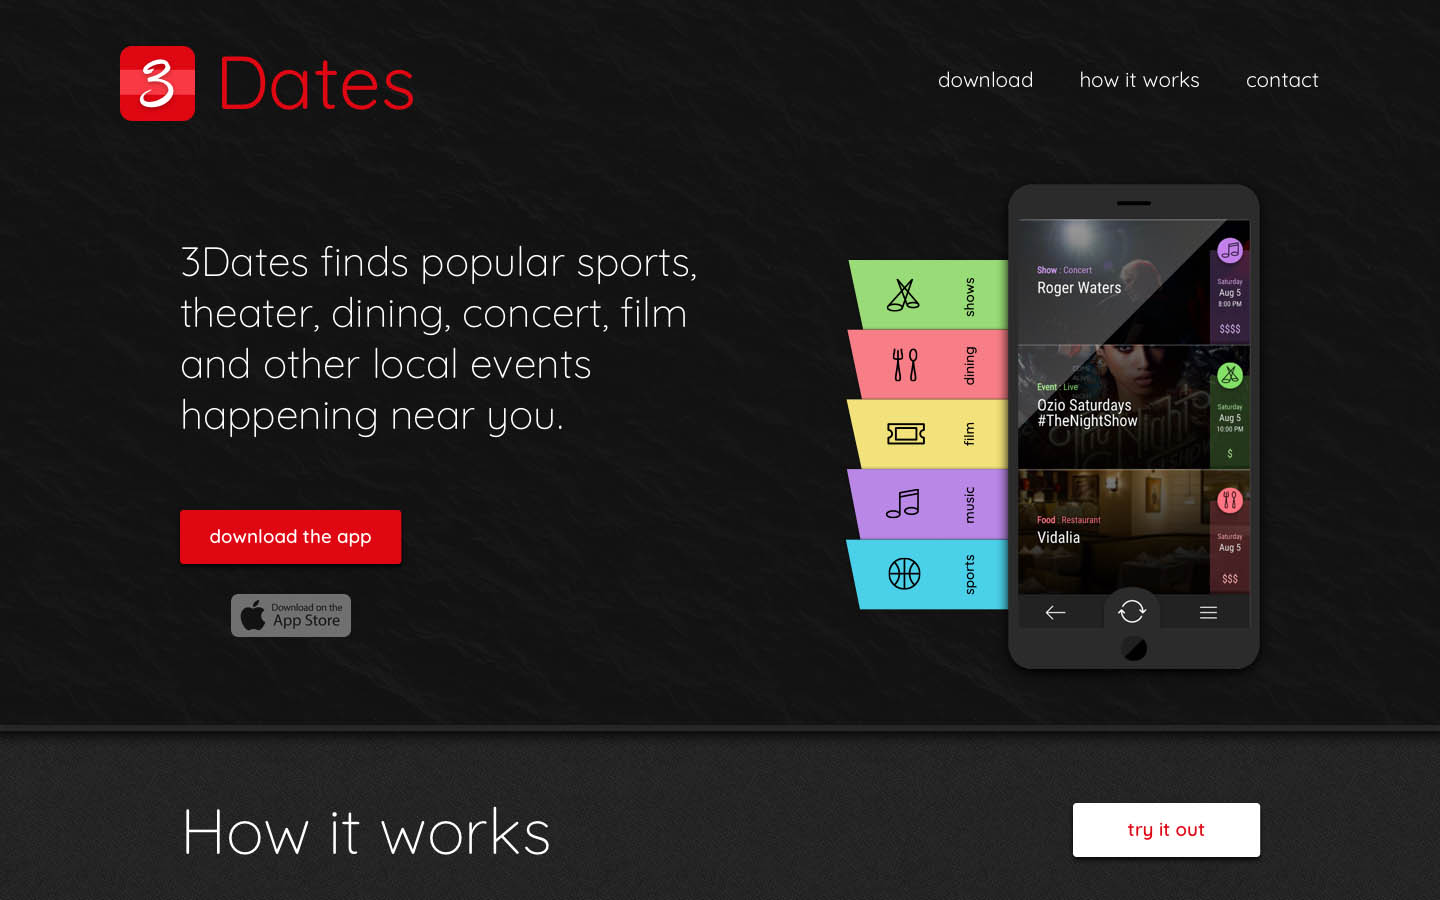 3 Dates
download
how it works
contact
3Dates finds popular sports,
theater, dining, concert, film
and other local events
happening near you.
download the app
Download on the
App Store
shows
dining
film
music
sports
Show : Concert
Roger Waters
Saturday
Aug 5
8:00 PM
$$$$
Event : Live
Ozio Saturdays
#TheNightShow
Saturday
Aug 5
10:00 PM
$
Food : Restaurant
Vidalia
Saturday
Aug 5
$$$
How it works
try it out